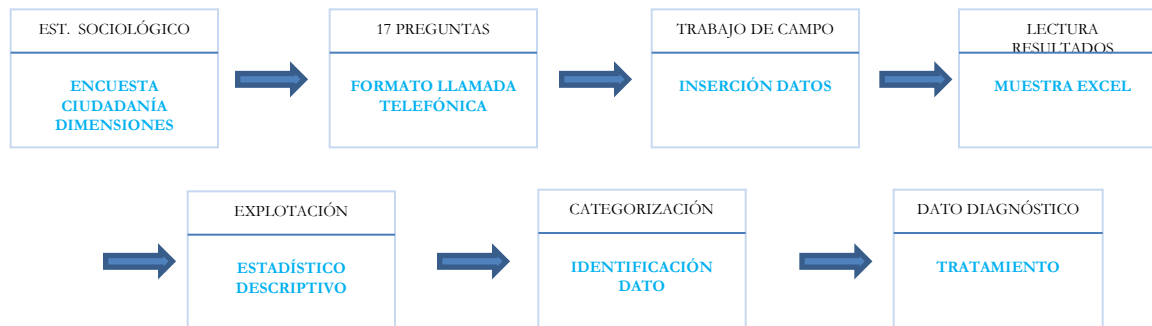 EST. SOCIOLÓGICO
ENCUESTA
CIUDADANÍA
DIMENSIONES
17 PREGUNTAS
FORMATO LLAMADA
TELEFÓNICA
TRABAJO DE CAMPO
INSERCIÓN DATOS
LECTURA
RESULTADOS
MUESTRA EXCEL
EXPLOTACIÓN
ESTADÍSTICO
DESCRIPTIVO
CATEGORIZACIÓN
IDENTIFICACIÓN
DATO
DATO DIAGNÓSTICO
TRATAMIENTO